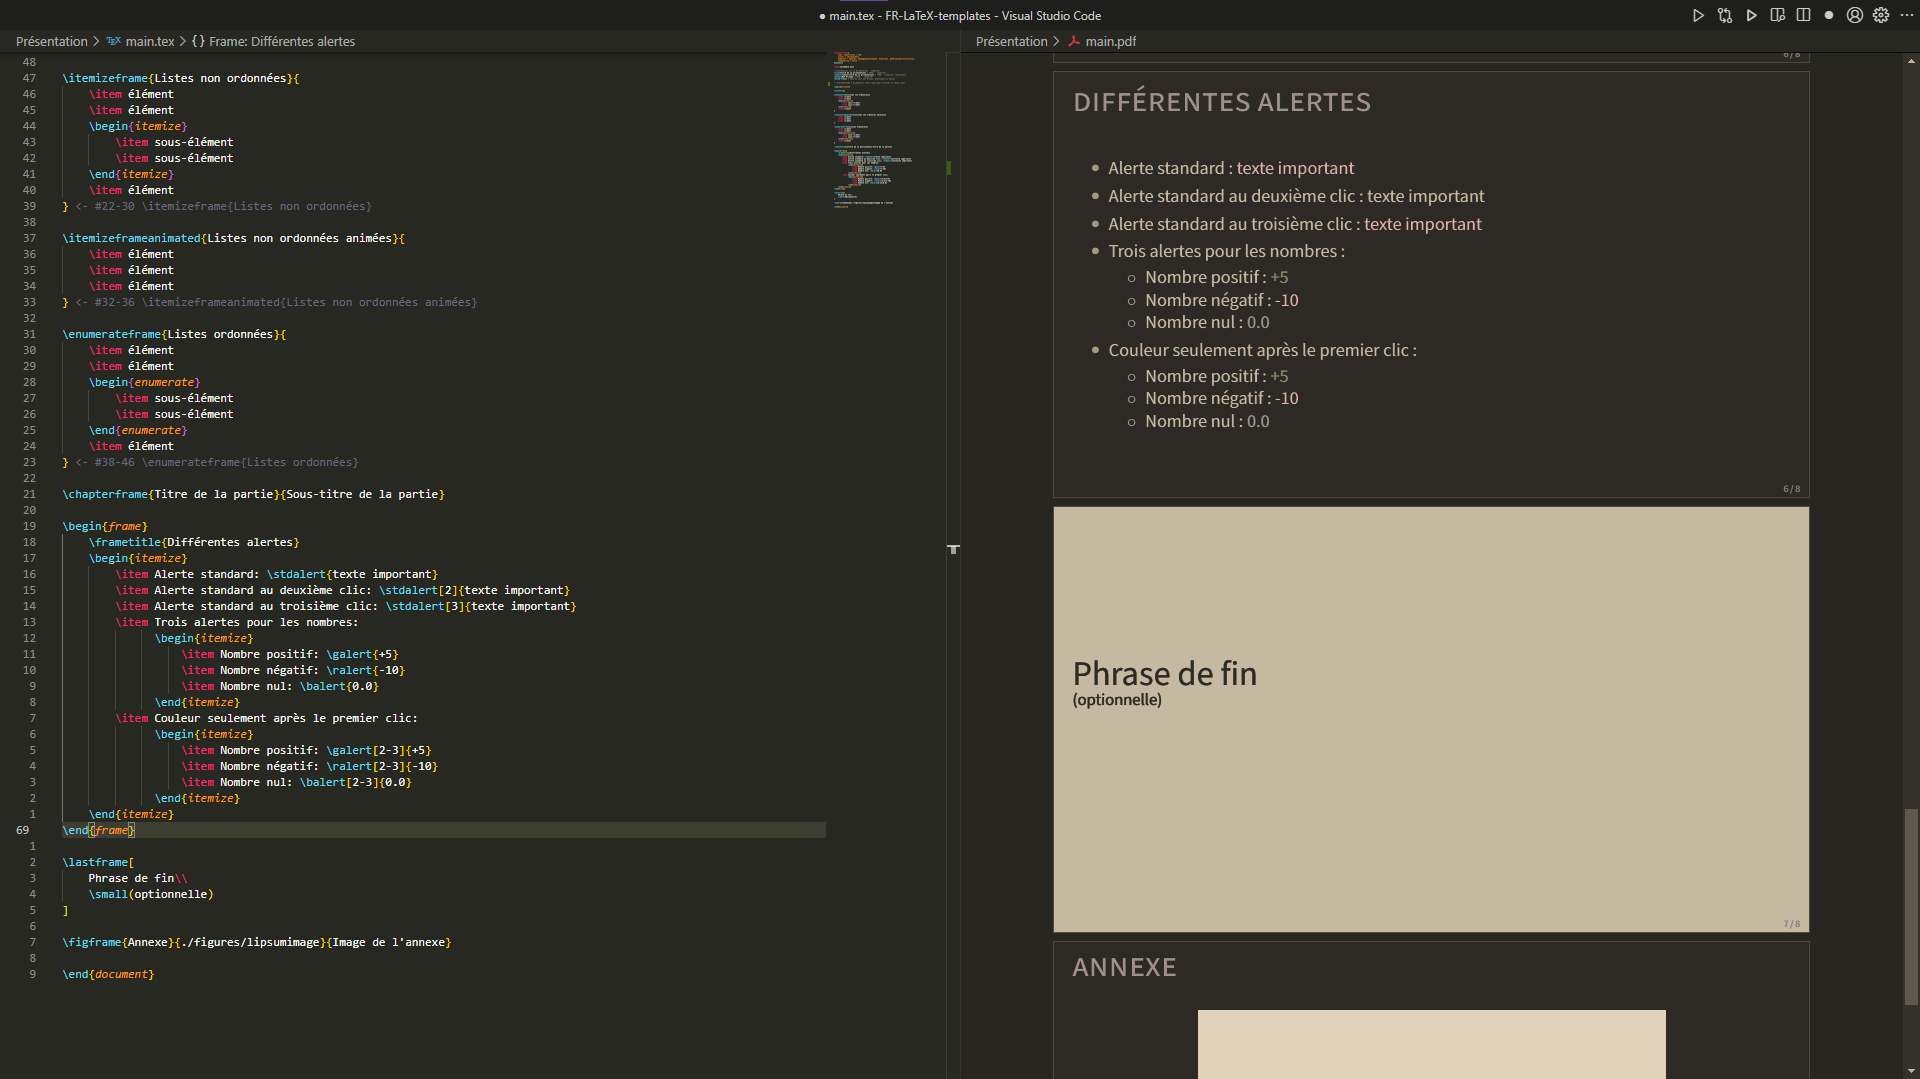 ● main.tex - FR-LaTeX-templates - Visual Studio Code
Présentation > TEX main.tex > {} Frame: Différentes alertes
48
47 \itemizeframe{Listes non ordonnées}{
46 \item élément
45 \item élément
44 \begin{itemize}
43 \item sous-élément
42 \item sous-élément
41 \end{itemize}
40 \item élément
39 } <- #22-30 \itemizeframe{Listes non ordonnées}
38
37 \itemizeframeanimated{Listes non ordonnées animées}{
36 \item élément
35 \item élément
34 \item élément
33 } <- #32-36 \itemizeframeanimated{Listes non ordonnées animées}
32
31 \enumerateframe{Listes ordonnées}{
30 \item élément
29 \item élément
28 \begin{enumerate}
27 \item sous-élément
26 \item sous-élément
25 \end{enumerate}
24 \item élément
23 } <- #38-46 \enumerateframe{Listes ordonnées}
22
21 \chapterframe{Titre de la partie}{Sous-titre de la partie}
20
19 \begin{frame}
18 \frametitle{Différentes alertes}
17 \begin{itemize}
16 \item Alerte standard: \stdalert{texte important}
15 \item Alerte standard au deuxième clic: \stdalert[2]{texte important}
14 \item Alerte standard au troisième clic: \stdalert[3]{texte important}
13 \item Trois alertes pour les nombres:
12 \begin{itemize}
11 \item Nombre positif: \galert{+5}
10 \item Nombre négatif: \ralert{-10}
9 \item Nombre nul: \balert{0.0}
8 \end{itemize}
7 \item Couleur seulement après le premier clic:
6 \begin{itemize}
5 \item Nombre positif: \galert[2-3]{+5}
4 \item Nombre négatif: \ralert[2-3]{-10}
3 \item Nombre nul: \balert[2-3]{0.0}
2 \end{itemize}
1 \end{itemize}
69 \end{frame}
1
2 \lastframe[
3 Phrase de fin\\
4 \small(optionnelle)
5 ]
6
7 \figframe{Annexe}{./figures/lipsumimage}{Image de l'annexe}
8
9 \end{document}
Présentation > main.pdf
6/8
DIFFÉRENTES ALERTES
• Alerte standard : texte important
• Alerte standard au deuxième clic : texte important
• Alerte standard au troisième clic : texte important
• Trois alertes pour les nombres :
○ Nombre positif : +5
○ Nombre négatif : -10
○ Nombre nul : 0.0
• Couleur seulement après le premier clic :
○ Nombre positif : +5
○ Nombre négatif : -10
○ Nombre nul : 0.0
6/8
Phrase de fin
(optionnelle)
7/8
ANNEXE